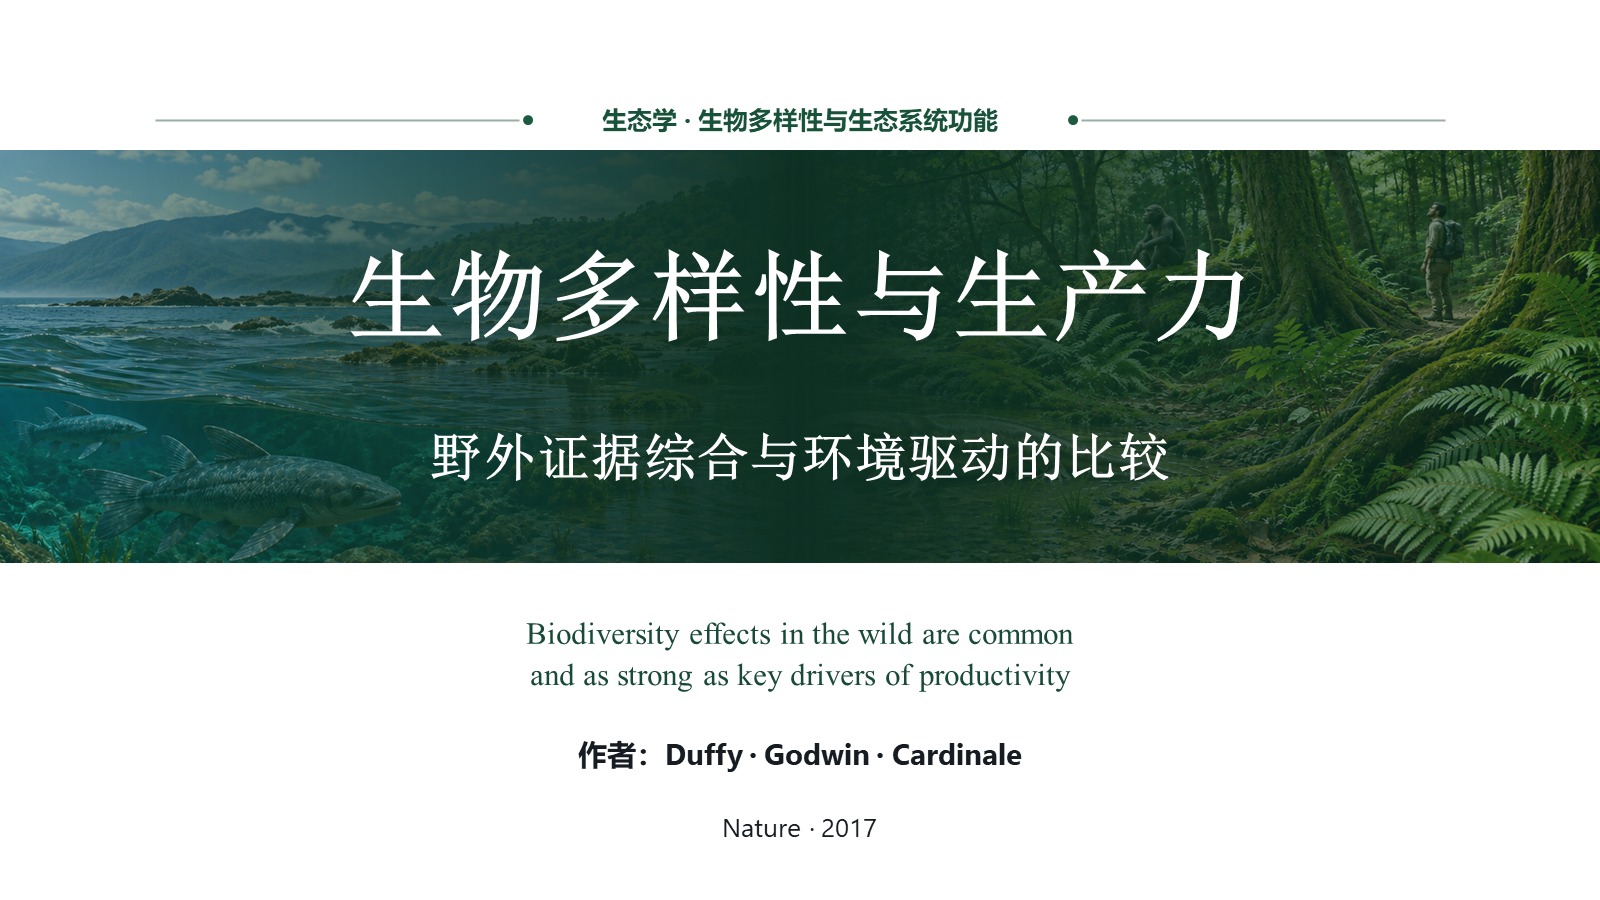 生态学 · 生物多样性与生态系统功能
生物多样性与生产力
野外证据综合与环境驱动的比较
Biodiversity effects in the wild are common
and as strong as key drivers of productivity
作者：Duffy · Godwin · Cardinale
Nature · 2017